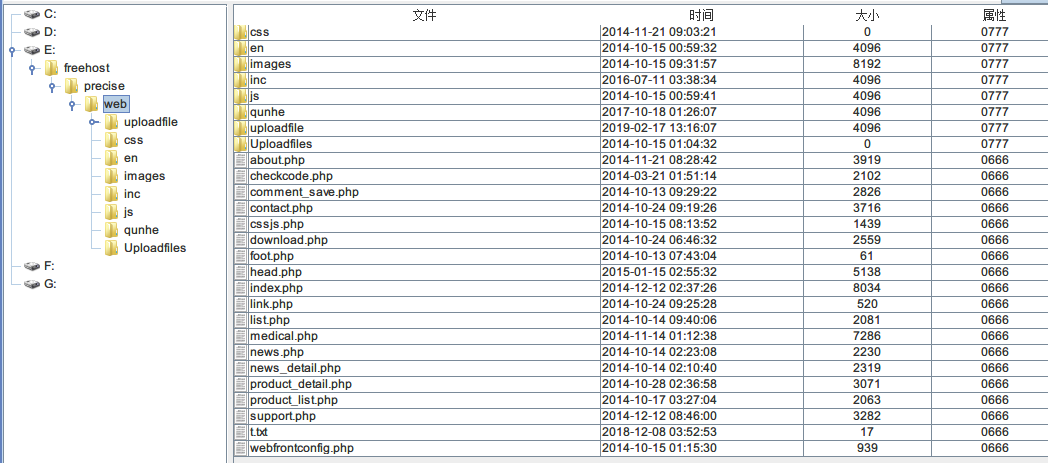 C:
D:
E:
freehost
precise
web
uploadfile
css
en
images
inc
js
qunhe
Uploadfiles
F:
G:
文件 时间 大小 属性
css 2014-11-21 09:03:21 0 0777
en 2014-10-15 00:59:32 4096 0777
images 2014-10-15 09:31:57 8192 0777
inc 2016-07-11 03:38:34 4096 0777
js 2014-10-15 00:59:41 4096 0777
qunhe 2017-10-18 01:26:07 4096 0777
uploadfile 2019-02-17 13:16:07 4096 0777
Uploadfiles 2014-10-15 01:04:32 0 0777
about.php 2014-11-21 08:28:42 3919 0666
checkcode.php 2014-03-21 01:51:14 2102 0666
comment_save.php 2014-10-13 09:29:22 2826 0666
contact.php 2014-10-24 09:19:26 3716 0666
cssjs.php 2014-10-15 08:13:52 1439 0666
download.php 2014-10-24 06:46:32 2559 0666
foot.php 2014-10-13 07:43:04 61 0666
head.php 2015-01-15 02:55:32 5138 0666
index.php 2014-12-12 02:37:26 8034 0666
link.php 2014-10-24 09:25:28 520 0666
list.php 2014-10-14 09:40:06 2081 0666
medical.php 2014-11-14 01:12:38 7286 0666
news.php 2014-10-14 02:23:08 2230 0666
news_detail.php 2014-10-14 02:10:40 2319 0666
product_detail.php 2014-10-28 02:36:58 3071 0666
product_list.php 2014-10-17 03:27:04 2063 0666
support.php 2014-12-12 08:46:00 3282 0666
t.txt 2018-12-08 03:52:53 17 0666
webfrontconfig.php 2014-10-15 01:15:30 939 0666